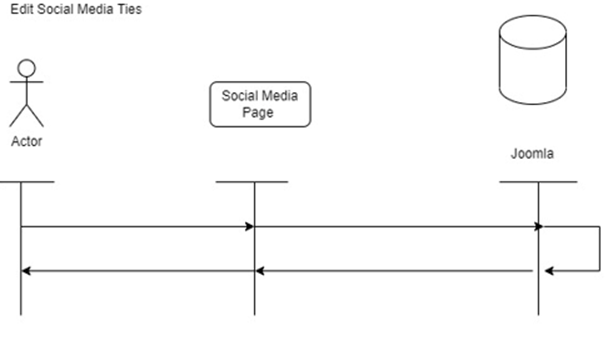 Edit Social Media Ties
Social Media
Page
Actor
Joomla